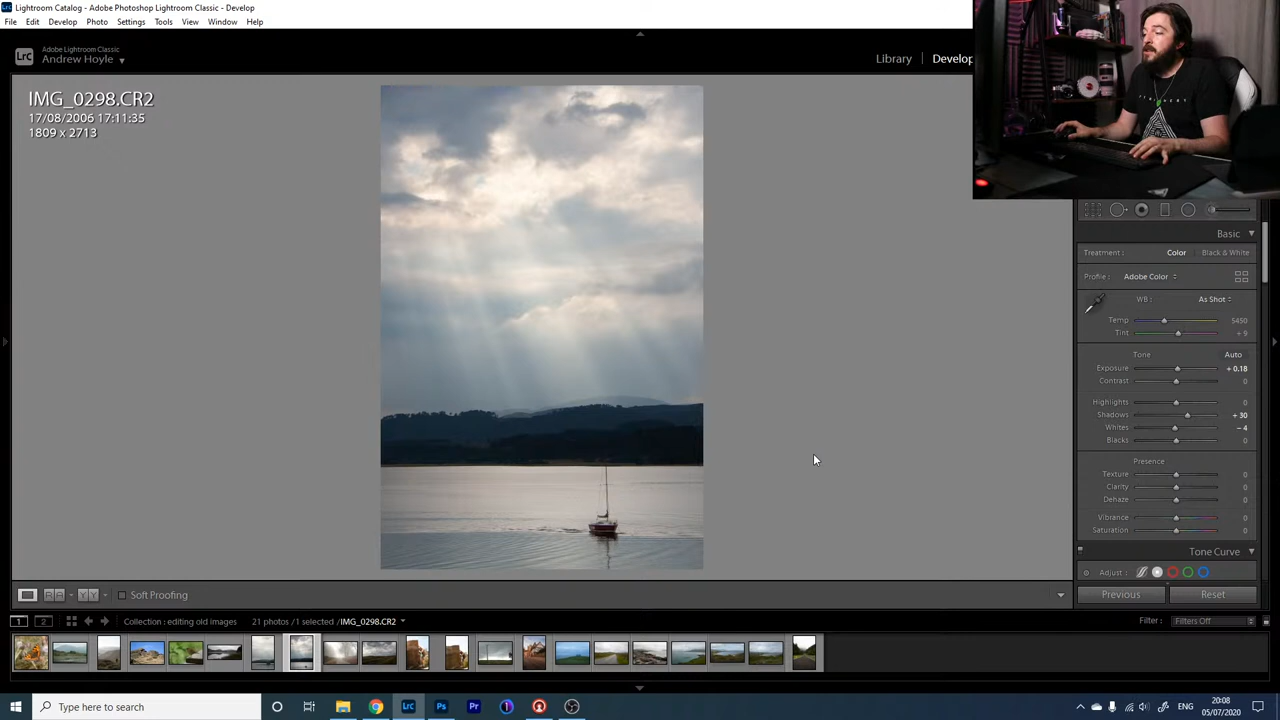 Lightroom Catalog - Adobe Photoshop Lightroom Classic - Develop
File Edit Develop Photo Settings Tools View Window Help
Lrc Adobe Lightroom Classic
Andrew Hoyle
Library | Develop
IMG_0298.CR2
17/08/2006 17:11:35
1809 x 2713
Basic
Treatment : Color Black & White
Profile : Adobe Color
WB : As Shot
Temp 5450
Tint + 9
Tone Auto
Exposure + 0.18
Contrast 0
Highlights 0
Shadows + 30
Whites - 4
Blacks 0
Presence
Texture 0
Clarity 0
Dehaze 0
Vibrance 0
Saturation 0
Tone Curve
Adjust :
Soft Proofing
Previous Reset
1 2 Collection : editing old images 21 photos / 1 selected / IMG_0298.CR2 Filter : Filters Off
Type here to search
LrC Ps Pr
ENG
20:08
05/07/2020